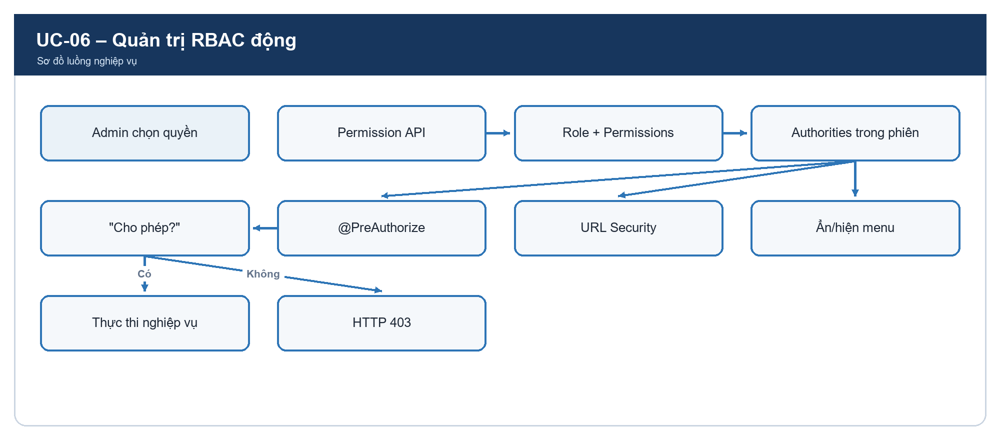 UC-06 – Quản trị RBAC động
Sơ đồ luồng nghiệp vụ
Admin chọn quyền
Permission API
Role + Permissions
Authorities trong phiên
"Cho phép?"
@PreAuthorize
URL Security
Ẩn/hiện menu
Có
Không
Thực thi nghiệp vụ
HTTP 403